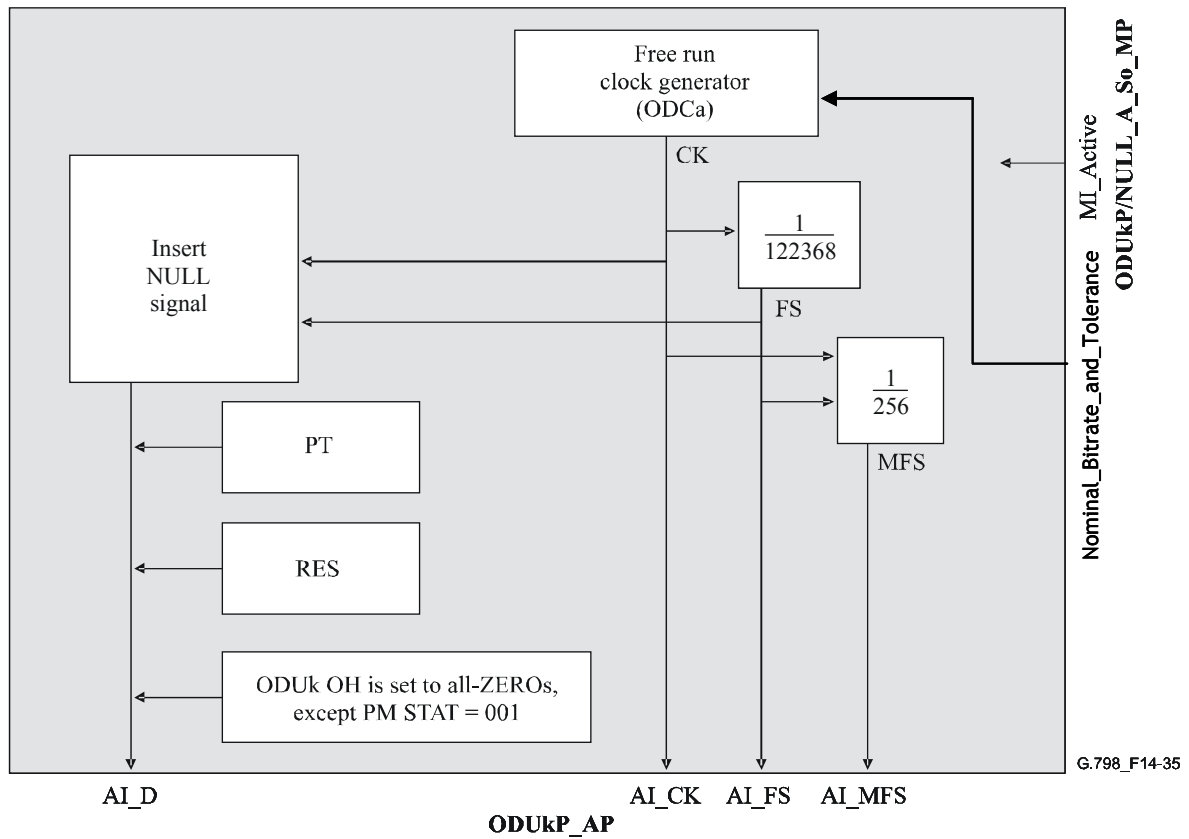 Free run
clock generator
(ODCa)
CK
Insert
NULL
signal
1
122368
FS
1
256
MFS
PT
RES
ODUk OH is set to all-ZEROs,
except PM STAT = 001
AI_D
AI_CK
AI_FS
AI_MFS
ODUkP_AP
MI_Active
ODUkP/NULL_A_So_MP
Nominal_Bitrate_and_Tolerance
G.798_F14-35